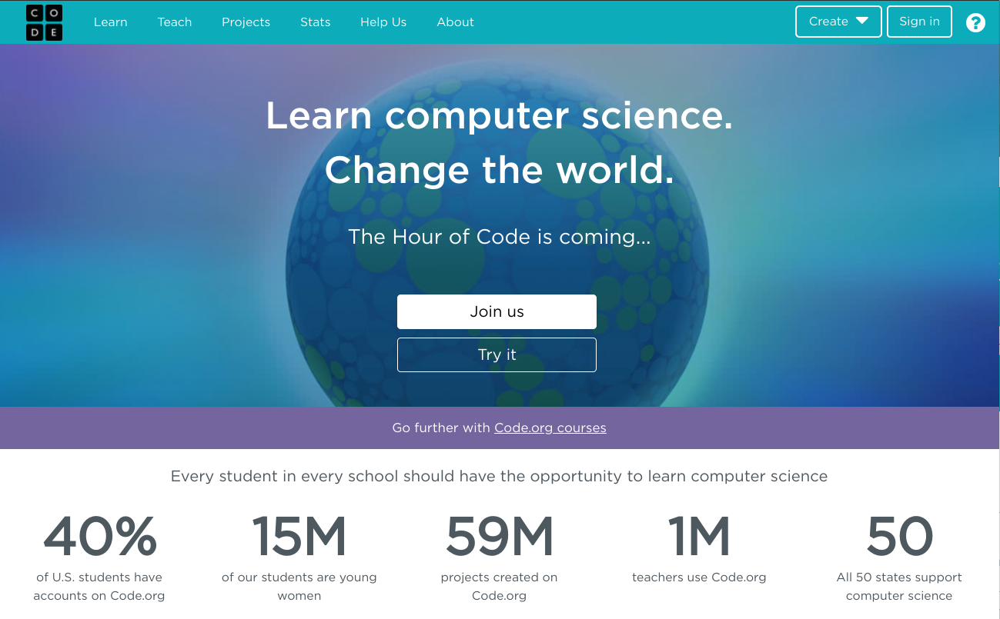 C O
D E
Learn Teach Projects Stats Help Us About Create Sign in ?
Learn computer science.
Change the world.
The Hour of Code is coming...
Join us
Try it
Go further with Code.org courses
Every student in every school should have the opportunity to learn computer science
40% 15M 59M 1M 50
of U.S. students have of our students are young projects created on teachers use Code.org All 50 states support
accounts on Code.org women Code.org computer science